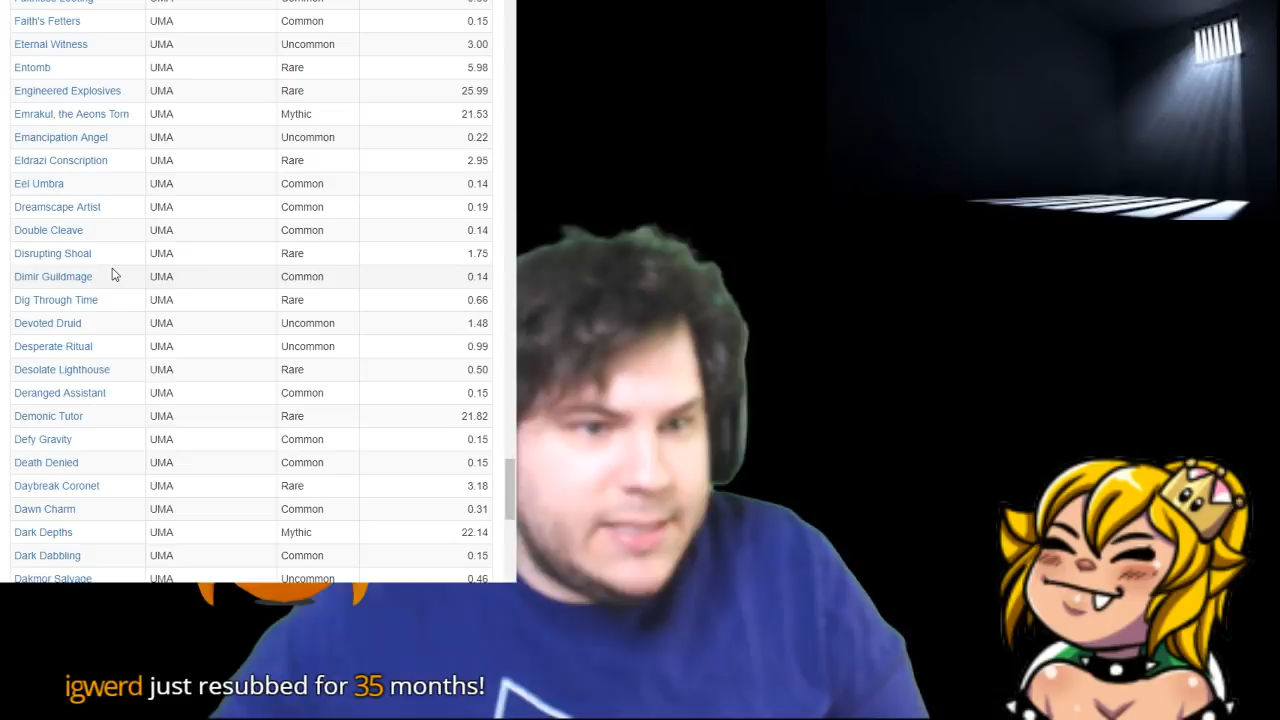 Faith's Fetters UMA Common 0.15
Eternal Witness UMA Uncommon 3.00
Entomb UMA Rare 5.98
Engineered Explosives UMA Rare 25.99
Emrakul, the Aeons Torn UMA Mythic 21.53
Emancipation Angel UMA Uncommon 0.22
Eldrazi Conscription UMA Rare 2.95
Eel Umbra UMA Common 0.14
Dreamscape Artist UMA Common 0.19
Double Cleave UMA Common 0.14
Disrupting Shoal UMA Rare 1.75
Dimir Guildmage UMA Common 0.14
Dig Through Time UMA Rare 0.66
Devoted Druid UMA Uncommon 1.48
Desperate Ritual UMA Uncommon 0.99
Desolate Lighthouse UMA Rare 0.50
Deranged Assistant UMA Common 0.15
Demonic Tutor UMA Rare 21.82
Defy Gravity UMA Common 0.15
Death Denied UMA Common 0.15
Daybreak Coronet UMA Rare 3.18
Dawn Charm UMA Common 0.31
Dark Depths UMA Mythic 22.14
Dark Dabbling UMA Common 0.15
Dakmor Salvage UMA Uncommon 0.46
igwerd just resubbed for 35 months!